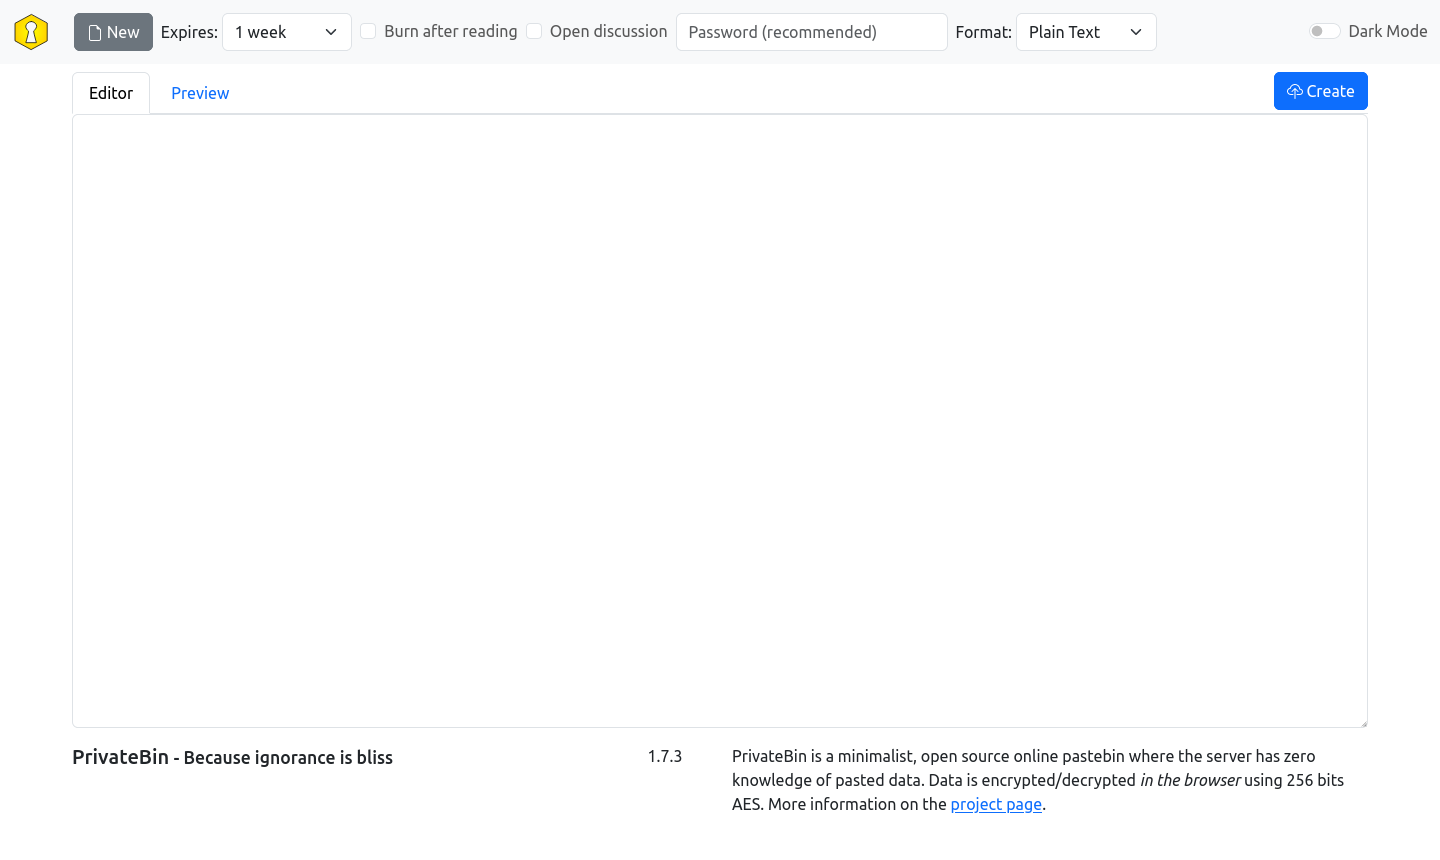 New Expires: 1 week Burn after reading Open discussion Password (recommended) Format: Plain Text Dark Mode
Editor Preview Create
PrivateBin - Because ignorance is bliss
1.7.3
PrivateBin is a minimalist, open source online pastebin where the server has zero
knowledge of pasted data. Data is encrypted/decrypted in the browser using 256 bits
AES. More information on the project page.